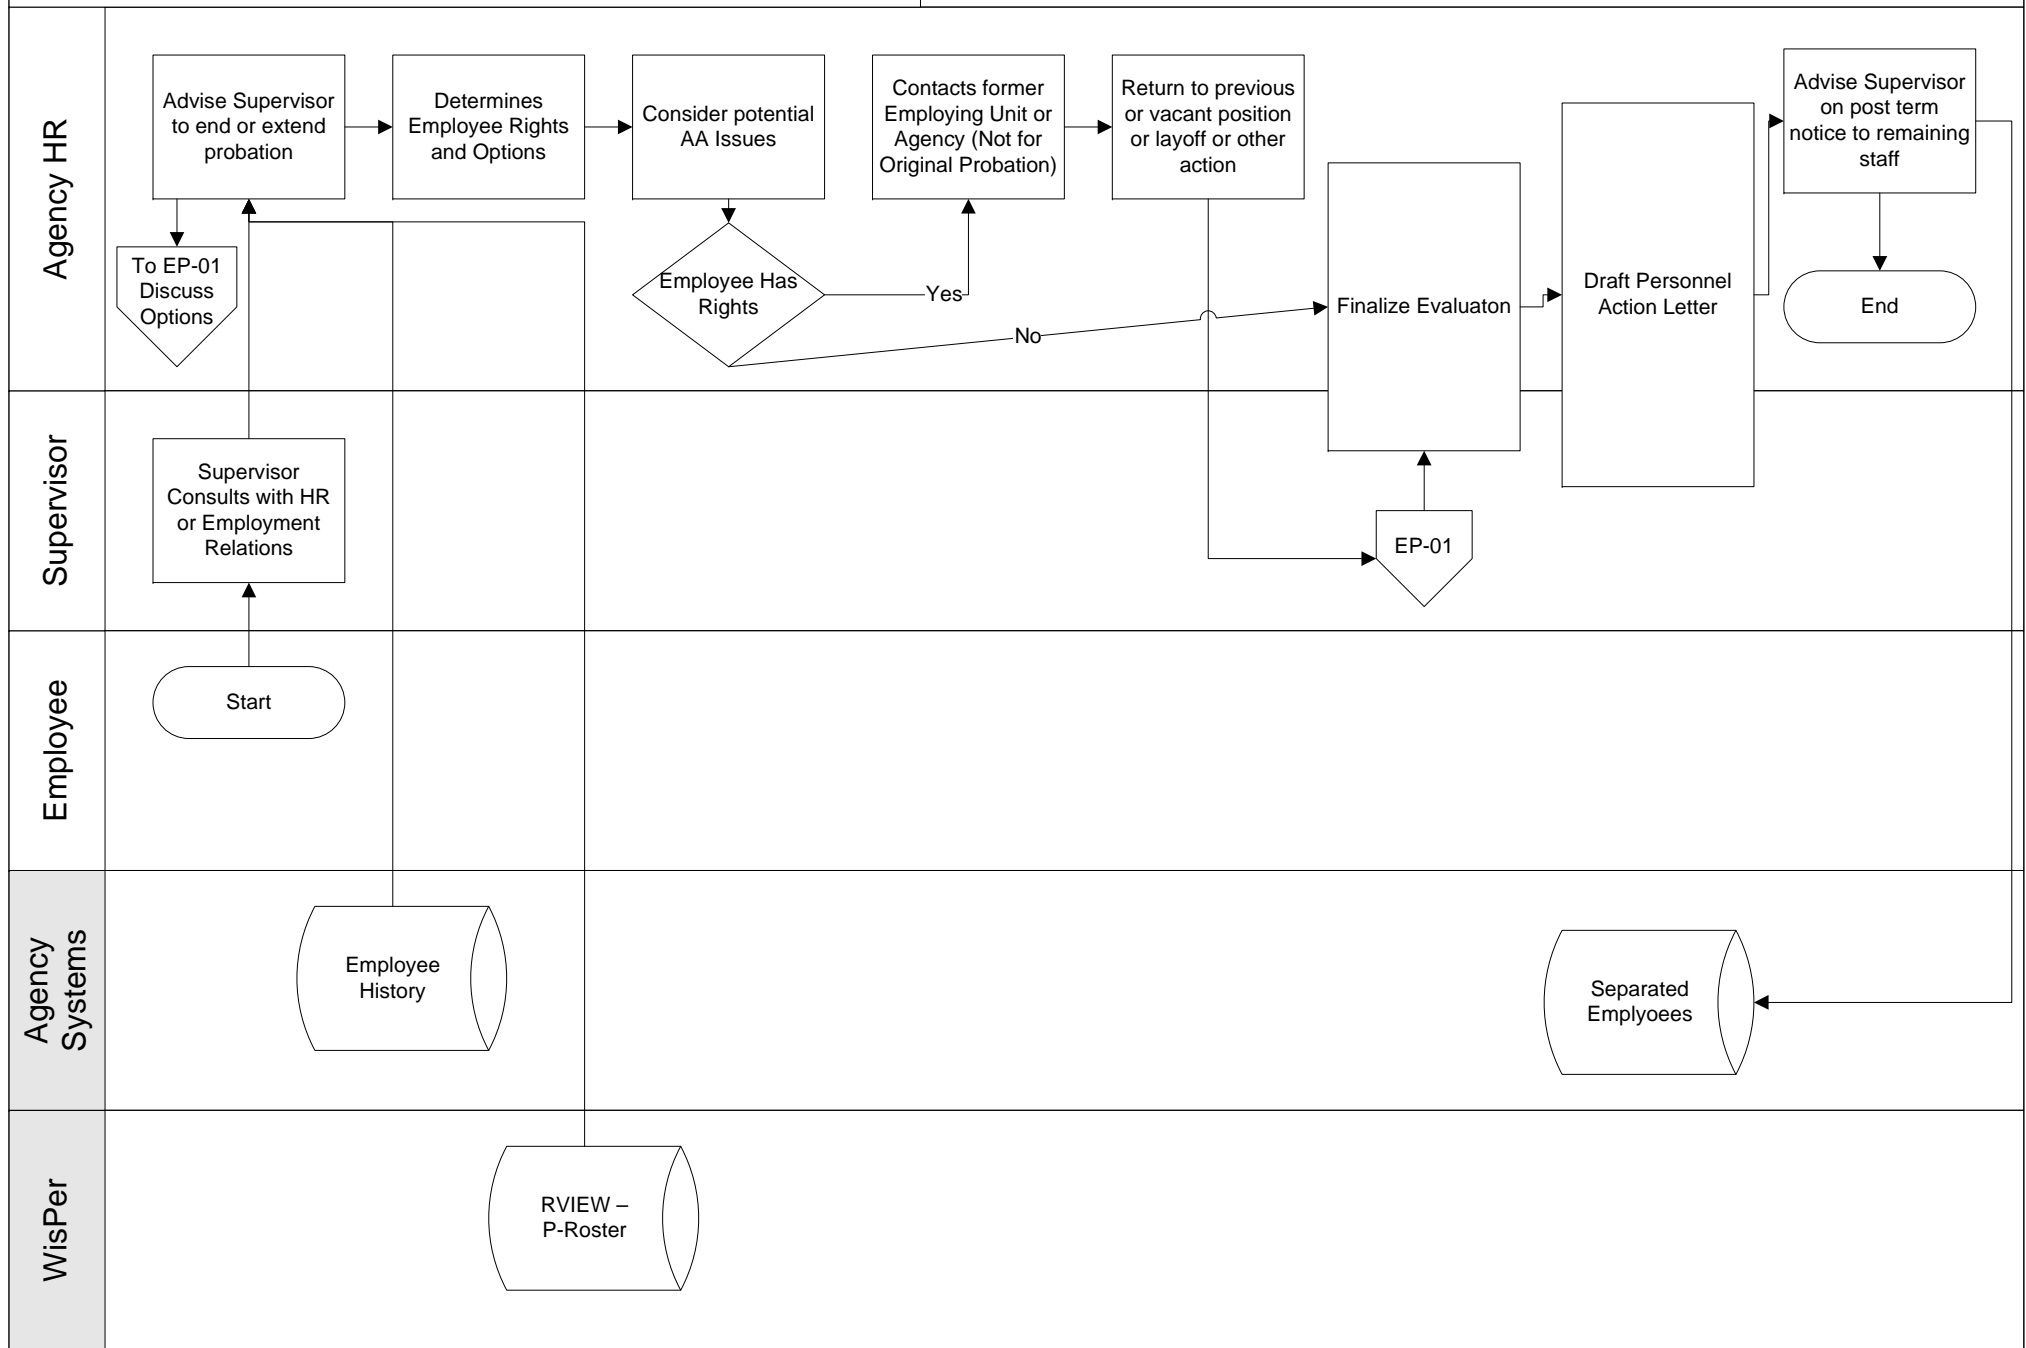 Agency HR
Advise Supervisor
to end or extend
probation
Determines
Employee Rights
and Options
Consider potential
AA Issues
Contacts former
Employing Unit or
Agency (Not for
Original Probation)
Return to previous
or vacant position
or layoff or other
action
Advise Supervisor
on post term
notice to remaining
staff
To EP-01
Discuss
Options
Employee Has
Rights
Yes
No
Finalize Evaluaton
Draft Personnel
Action Letter
End
Supervisor
Supervisor
Consults with HR
or Employment
Relations
EP-01
Employee
Start
Agency
Systems
Employee
History
Separated
Emplyoees
WisPer
RVIEW –
P-Roster